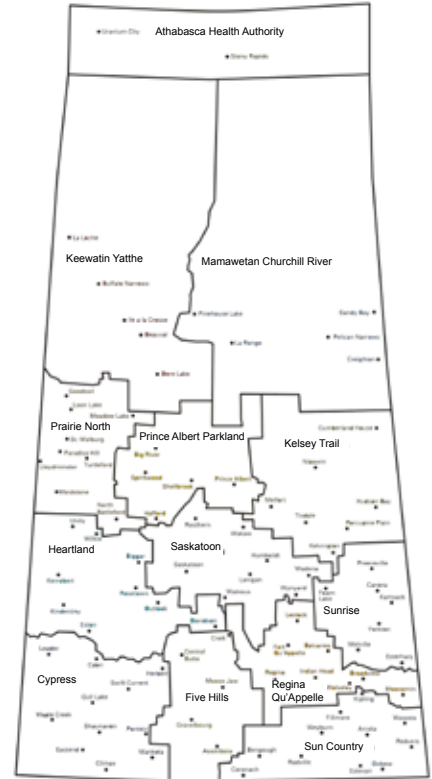 Athabasca Health Authority
Uranium City
Stony Rapids
La Loche
Keewatin Yatthe
Mamawetan Churchill River
Buffalo Narrows
Ile a la Crosse
Pinehouse Lake
Sandy Bay
Beauval
La Ronge
Pelican Narrows
Creighton
Green Lake
Goodsoil
Loon Lake
Meadow Lake
Prairie North
Prince Albert Parkland
Cumberland House
St. Walburg
Kelsey Trail
Big River
Paradise Hill
Nipawin
Lloydminster
Turtleford
Spiritwood
Shellbrook
Prince Albert
Maidstone
North
Battleford
Hafford
Melfort
Hudson Bay
Tisdale
Porcupine Plain
Unity
Wilkie
Rosthern
Wakaw
Heartland
Saskatoon
Kelvington
Biggar
Humboldt
Saskatoon
Wadena
Preeceville
Kerrobert
Lanigan
Canora
Rosetown
Watrous
Wynyard
Foam
Lake
Kamsack
Kindersley
Outlook
Sunrise
Eston
Davidson
Lestock
Yorkton
Craik
Melville
Leader
Central
Butte
Fort
Qu'Appelle
Balcarres
Esterhazy
Cabri
Herbert
Cypress
Swift Current
Moose Jaw
Regina
Indian Head
Broadview
Gull Lake
Five Hills
Regina
Qu'Appelle
Wolseley
Moosomin
Kipling
Maple Creek
Gravelbourg
Fillmore
Wawota
Shaunavon
Ponteix
Weyburn
Arcola
Redvers
Eastend
Mankota
Assiniboia
Bengough
Sun Country
Radville
Climax
Coronach
Estevan
Oxbow